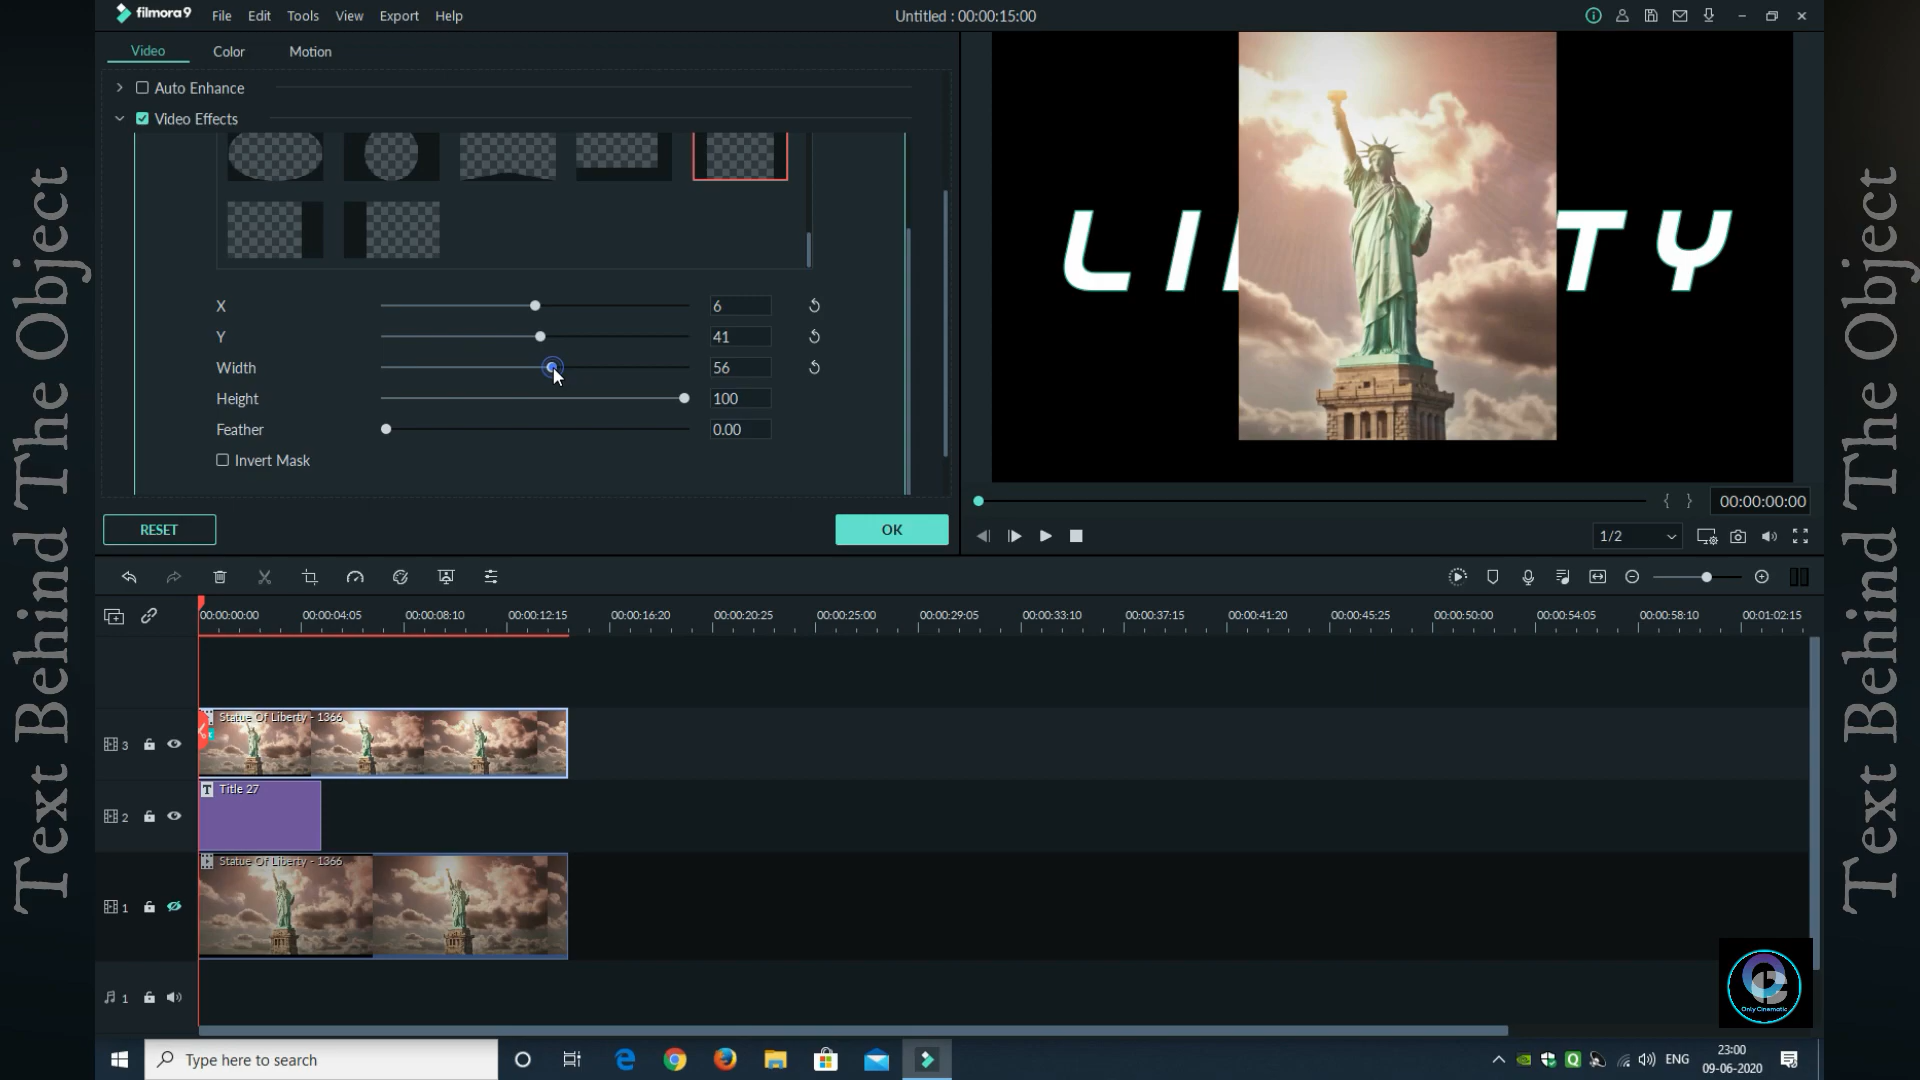 filmora9 File Edit Tools View Export Help
Untitled : 00:00:15:00
Video Color Motion
Auto Enhance
Video Effects
X 6
Y 41
Width 56
Height 100
Feather 0.00
Invert Mask
RESET OK
LI TY
00:00:00:00
1/2
00:00:00:00 00:00:04:05 00:00:08:10 00:00:12:15 00:00:16:20 00:00:20:25 00:00:25:00 00:00:29:05 00:00:33:10 00:00:37:15 00:00:41:20 00:00:45:25 00:00:50:00 00:00:54:05 00:00:58:10 00:01:02:15
3 Statue Of Liberty - 1366
T Title 27
2
Statue Of Liberty - 1366
1
1
Only Cinematic
Type here to search
ENG
23:00
09-06-2020
Text Behind The Object
Text Behind The Object